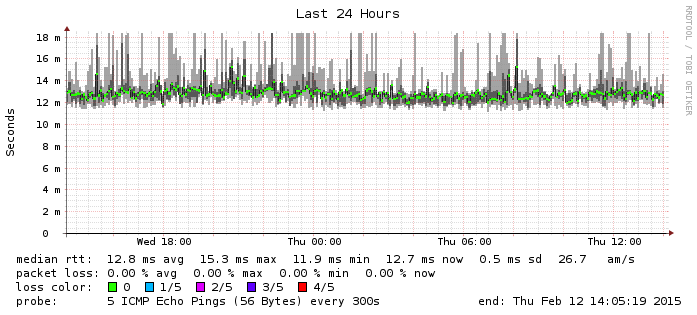 Last 24 Hours
RRDTOOL / TOBI OETIKER
Seconds
18 m
16 m
14 m
12 m
10 m
8 m
6 m
4 m
2 m
0
Wed 18:00 Thu 00:00 Thu 06:00 Thu 12:00
median rtt: 12.8 ms avg 15.3 ms max 11.9 ms min 12.7 ms now 0.5 ms sd 26.7 am/s
packet loss: 0.00 % avg 0.00 % max 0.00 % min 0.00 % now
loss color: 0 1/5 2/5 3/5 4/5
probe: 5 ICMP Echo Pings (56 Bytes) every 300s end: Thu Feb 12 14:05:19 2015